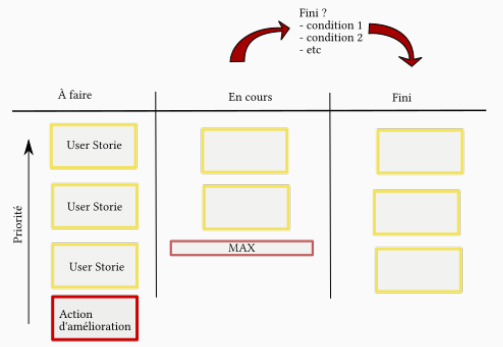 Fini ?
- condition 1
- condition 2
- etc
À faire
En cours
Fini
Priorité
User Storie
User Storie
User Storie
MAX
Action
d'amélioration